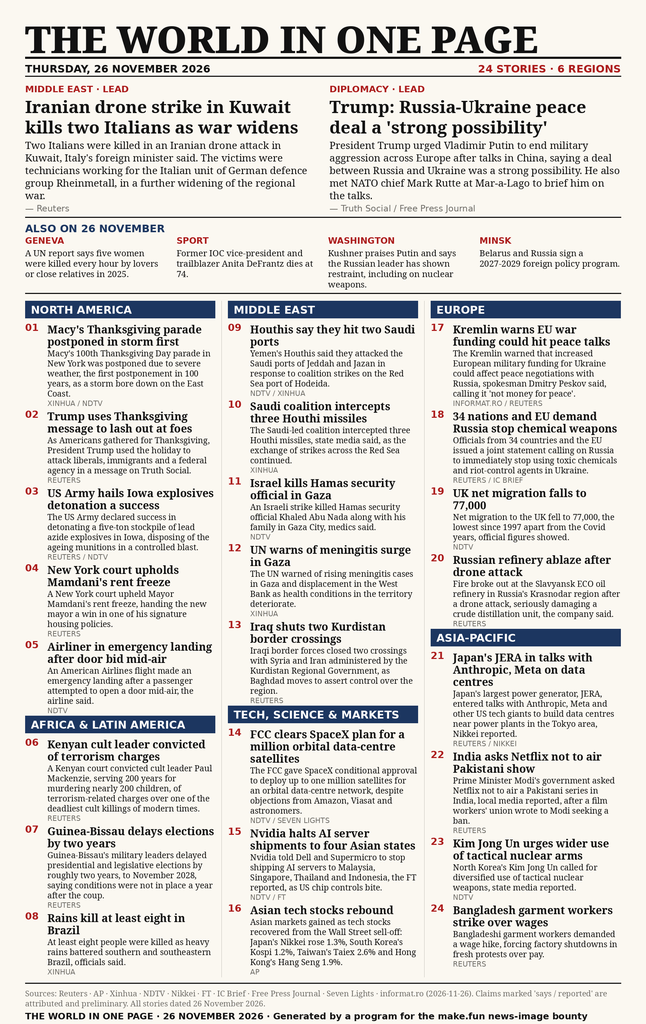 THE WORLD IN ONE PAGE
THURSDAY, 26 NOVEMBER 2026
24 STORIES · 6 REGIONS
MIDDLE EAST · LEAD
Iranian drone strike in Kuwait
kills two Italians as war widens
Two Italians were killed in an Iranian drone attack in
Kuwait, Italy's foreign minister said. The victims were
technicians working for the Italian unit of German defence
group Rheinmetall, in a further widening of the regional
war.
— Reuters
DIPLOMACY · LEAD
Trump: Russia-Ukraine peace
deal a 'strong possibility'
President Trump urged Vladimir Putin to end military
aggression across Europe after talks in China, saying a deal
between Russia and Ukraine was a strong possibility. He also
met NATO chief Mark Rutte at Mar-a-Lago to brief him on
the talks.
— Truth Social / Free Press Journal
ALSO ON 26 NOVEMBER
GENEVA
A UN report says five women
were killed every hour by lovers
or close relatives in 2025.
SPORT
Former IOC vice-president and
trailblazer Anita DeFrantz dies at
74.
WASHINGTON
Kushner praises Putin and says
the Russian leader has shown
restraint, including on nuclear
weapons.
MINSK
Belarus and Russia sign a
2027-2029 foreign policy program.
NORTH AMERICA
01 Macy's Thanksgiving parade
postponed in storm first
Macy's 100th Thanksgiving Day parade in
New York was postponed due to severe
weather, the first postponement in 100
years, as a storm bore down on the East
Coast.
XINHUA / NDTV
02 Trump uses Thanksgiving
message to lash out at foes
As Americans gathered for Thanksgiving,
President Trump used the holiday to
attack liberals, immigrants and a federal
agency in a message on Truth Social.
REUTERS
03 US Army hails Iowa explosives
detonation a success
The US Army declared success in
detonating a five-ton stockpile of lead
azide explosives in Iowa, disposing of the
ageing munitions in a controlled blast.
REUTERS / NDTV
04 New York court upholds
Mamdani's rent freeze
A New York court upheld Mayor
Mamdani's rent freeze, handing the new
mayor a win in one of his signature
housing policies.
REUTERS
05 Airliner in emergency landing
after door bid mid-air
An American Airlines flight made an
emergency landing after a passenger
attempted to open a door mid-air, the
airline said.
NDTV
AFRICA & LATIN AMERICA
06 Kenyan cult leader convicted
of terrorism charges
A Kenyan court convicted cult leader Paul
Mackenzie, serving 200 years for
murdering nearly 200 children, of
terrorism-related charges over one of the
deadliest cult killings of modern times.
REUTERS
07 Guinea-Bissau delays elections
by two years
Guinea-Bissau's military leaders delayed
presidential and legislative elections by
roughly two years, to November 2028,
saying conditions were not in place a year
after the coup.
REUTERS
08 Rains kill at least eight in
Brazil
At least eight people were killed as heavy
rains battered southern and southeastern
Brazil, officials said.
XINHUA
MIDDLE EAST
09 Houthis say they hit two Saudi
ports
Yemen's Houthis said they attacked the
Saudi ports of Jeddah and Jazan in
response to coalition strikes on the Red
Sea port of Hodeida.
NDTV / XINHUA
10 Saudi coalition intercepts
three Houthi missiles
The Saudi-led coalition intercepted three
Houthi missiles, state media said, as the
exchange of strikes across the Red Sea
continued.
XINHUA
11 Israel kills Hamas security
official in Gaza
An Israeli strike killed Hamas security
official Khaled Abu Nada along with his
family in Gaza City, medics said.
NDTV
12 UN warns of meningitis surge
in Gaza
The UN warned of rising meningitis cases
in Gaza and displacement in the West
Bank as health conditions in the territory
deteriorate.
XINHUA
13 Iraq shuts two Kurdistan
border crossings
Iraqi border forces closed two crossings
with Syria and Iran administered by the
Kurdistan Regional Government, as
Baghdad moves to assert control over the
region.
REUTERS
TECH, SCIENCE & MARKETS
14 FCC clears SpaceX plan for a
million orbital data-centre
satellites
The FCC gave SpaceX conditional approval
to deploy up to one million satellites for
an orbital data-centre network, despite
objections from Amazon, Viasat and
astronomers.
NDTV / SEVEN LIGHTS
15 Nvidia halts AI server
shipments to four Asian states
Nvidia told Dell and Supermicro to stop
shipping AI servers to Malaysia,
Singapore, Thailand and Indonesia, the FT
reported, as US chip controls bite.
NDTV / FT
16 Asian tech stocks rebound
Asian markets gained as tech stocks
recovered from the Wall Street sell-off:
Japan's Nikkei rose 1.3%, South Korea's
Kospi 1.2%, Taiwan's Taiex 2.6% and Hong
Kong's Hang Seng 1.9%.
AP
EUROPE
17 Kremlin warns EU war
funding could hit peace talks
The Kremlin warned that increased
European military funding for Ukraine
could affect peace negotiations with
Russia, spokesman Dmitry Peskov said,
calling it 'not money for peace'.
INFORMAT.RO / REUTERS
18 34 nations and EU demand
Russia stop chemical weapons
Officials from 34 countries and the EU
issued a joint statement calling on Russia
to immediately stop using toxic chemicals
and riot-control agents in Ukraine.
REUTERS / IC BRIEF
19 UK net migration falls to
77,000
Net migration to the UK fell to 77,000, the
lowest since 1997 apart from the Covid
years, official figures showed.
NDTV
20 Russian refinery ablaze after
drone attack
Fire broke out at the Slavyansk ECO oil
refinery in Russia's Krasnodar region after
a drone attack, seriously damaging a
crude distillation unit, the company said.
REUTERS
ASIA-PACIFIC
21 Japan's JERA in talks with
Anthropic, Meta on data
centres
Japan's largest power generator, JERA,
entered talks with Anthropic, Meta and
other US tech giants to build data centres
near power plants in the Tokyo area,
Nikkei reported.
REUTERS / NIKKEI
22 India asks Netflix not to air
Pakistani show
Prime Minister Modi's government asked
Netflix not to air a Pakistani series in
India, local media reported, after a film
workers' union wrote to Modi seeking a
ban.
REUTERS
23 Kim Jong Un urges wider use
of tactical nuclear arms
North Korea's Kim Jong Un called for
diversified use of tactical nuclear
weapons, state media reported.
NDTV
24 Bangladesh garment workers
strike over wages
Bangladeshi garment workers demanded
a wage hike, forcing factory shutdowns in
fresh protests over pay.
REUTERS
Sources: Reuters · AP · Xinhua · NDTV · Nikkei · FT · IC Brief · Free Press Journal · Seven Lights · informat.ro (2026-11-26). Claims marked 'says / reported' are
attributed and preliminary. All stories dated 26 November 2026.
THE WORLD IN ONE PAGE · 26 NOVEMBER 2026 · Generated by a program for the make.fun news-image bounty